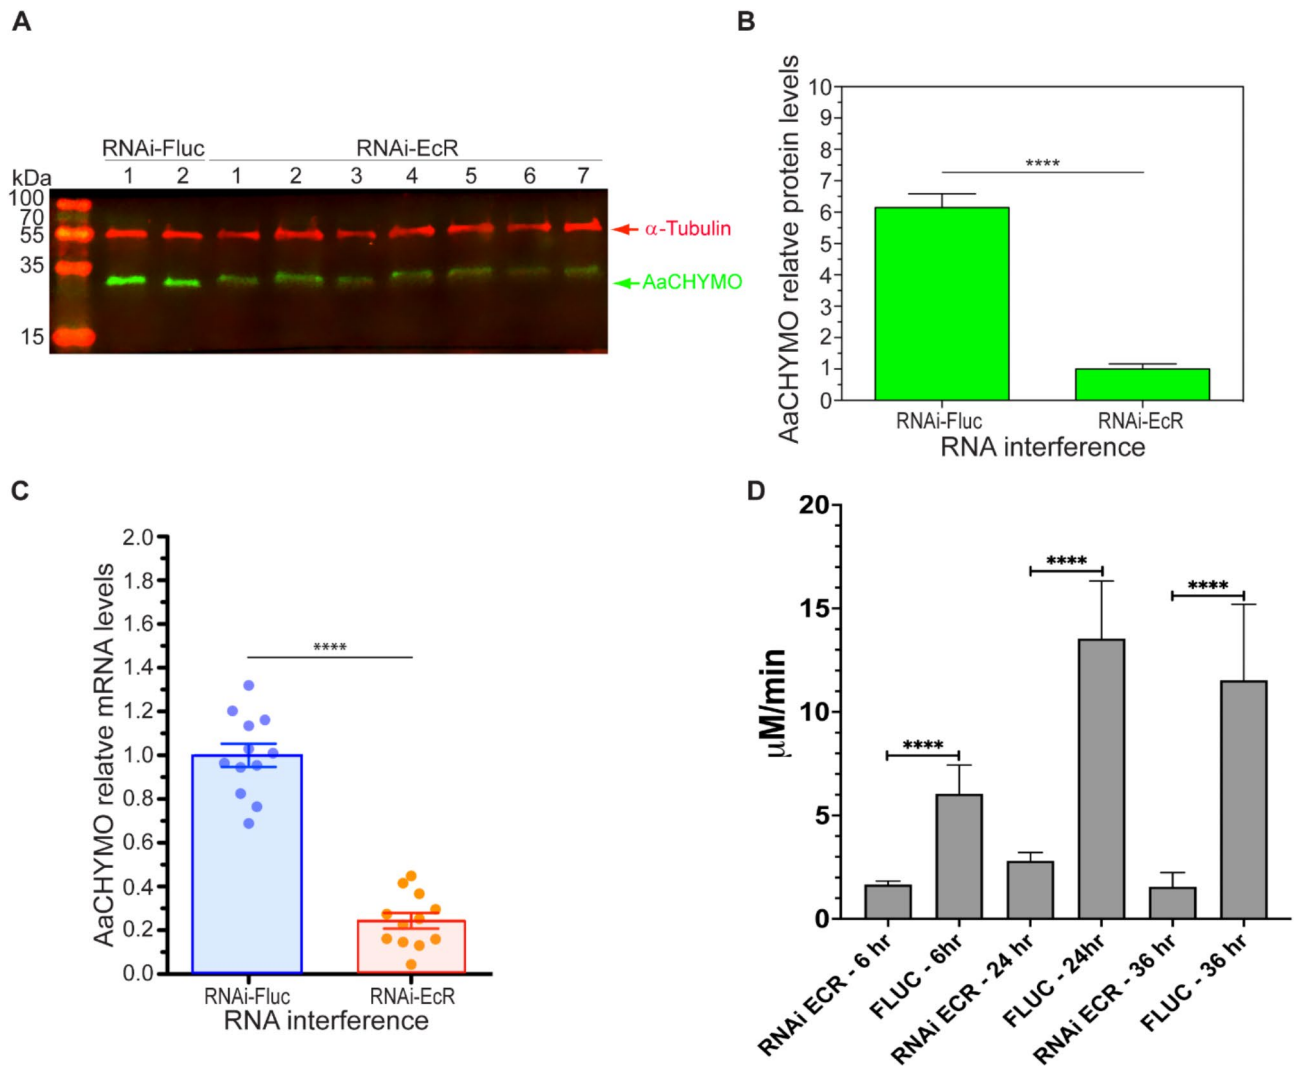 A
RNAi-Fluc RNAi-EcR
kDa 1 2 1 2 3 4 5 6 7
100
70
55
35
15
α-Tubulin
AaCHYMO
B
AaCHYMO relatve protein levels
10
9
8
7
6
5
4
3
2
1
0
****
RNAi-Fluc RNAi-EcR
RNA interference
C
AaCHYMO relatve mRNA levels
2.0
1.8
1.6
1.4
1.2
1.0
0.8
0.6
0.4
0.2
0.0
****
RNAi-Fluc RNAi-EcR
RNA interference
D
μM/min
20
15
10
5
0
****
****
****
RNAi ECR - 6 hr
FLUC - 6hr
RNAi ECR - 24 hr
FLUC - 24hr
RNAi ECR - 36 hr
FLUC - 36 hr